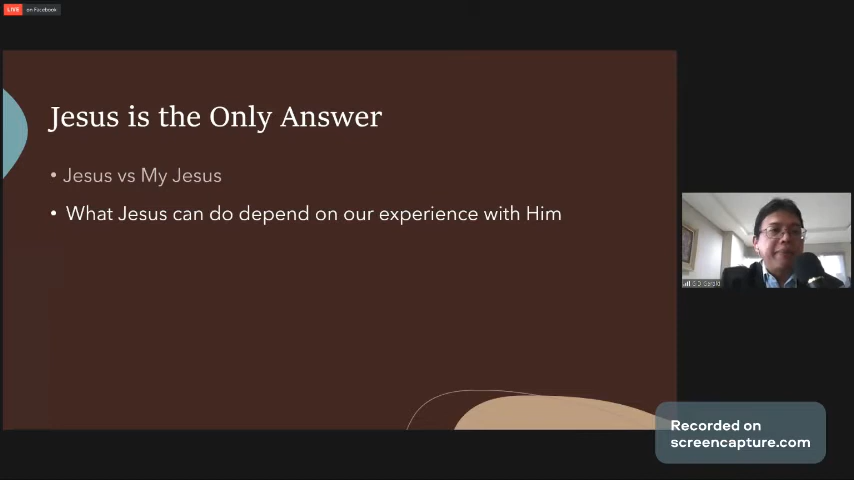 LIVE on Facebook
Jesus is the Only Answer
• Jesus vs My Jesus
• What Jesus can do depend on our experience with Him
Recorded on
screencapture.com